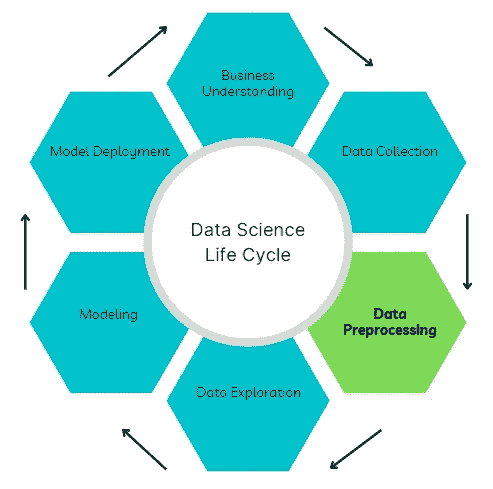 Business
Understanding
Data Collection
Data
Preprocessing
Data Exploration
Modeling
Model Deployment
Data Science
Life Cycle